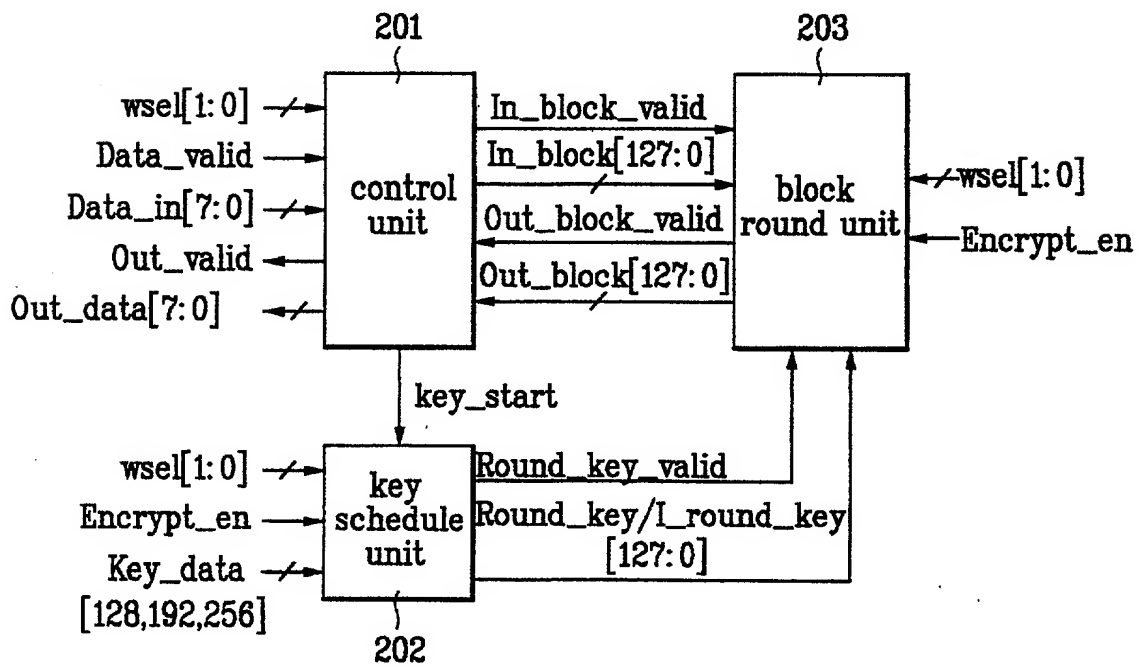 201
203
wsel[1:0]
Data_valid
Data_in[7:0]
Out_valid
Out_data[7:0]
control
unit
In_block_valid
In_block[127:0]
Out_block_valid
Out_block[127:0]
block
round unit
wsel[1:0]
Encrypt_en
key_start
wsel[1:0]
Encrypt_en
Key_data
[128,192,256]
key
schedule
unit
Round_key_valid
Round_key/I_round_key
[127:0]
202